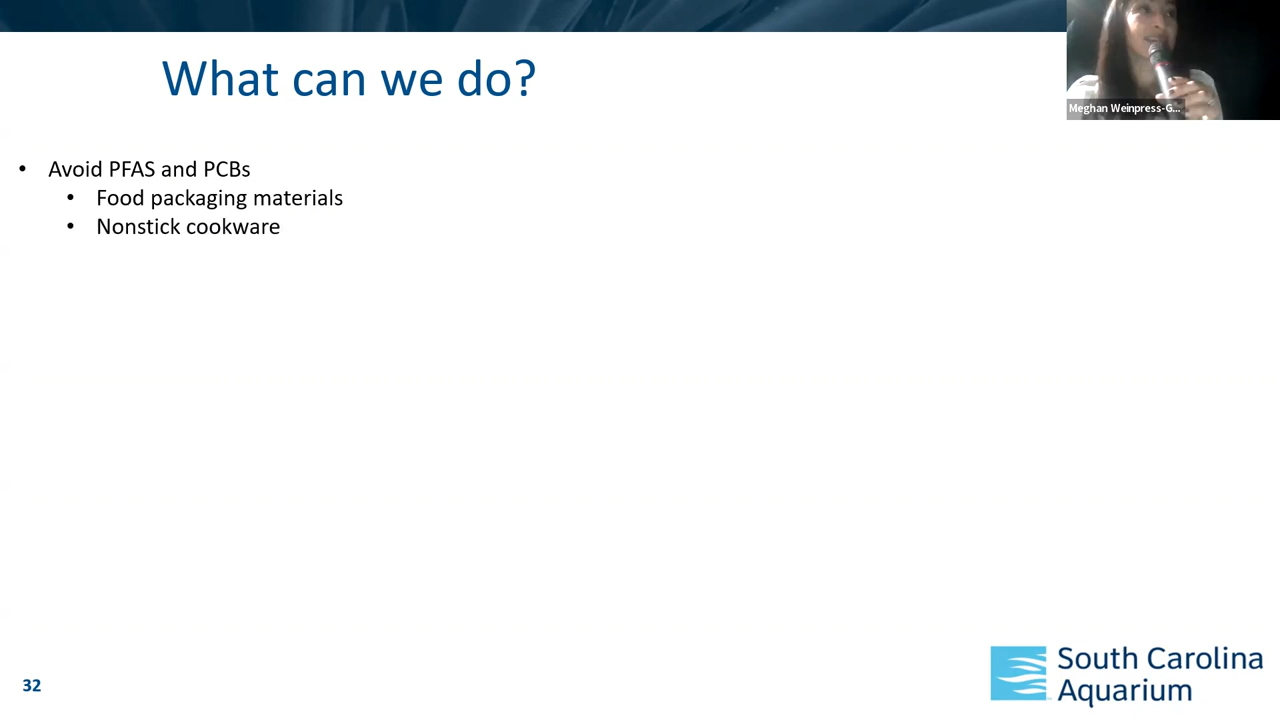 What can we do?
Meghan Weinpress-G...
• Avoid PFAS and PCBs
• Food packaging materials
• Nonstick cookware
32
South Carolina
Aquarium